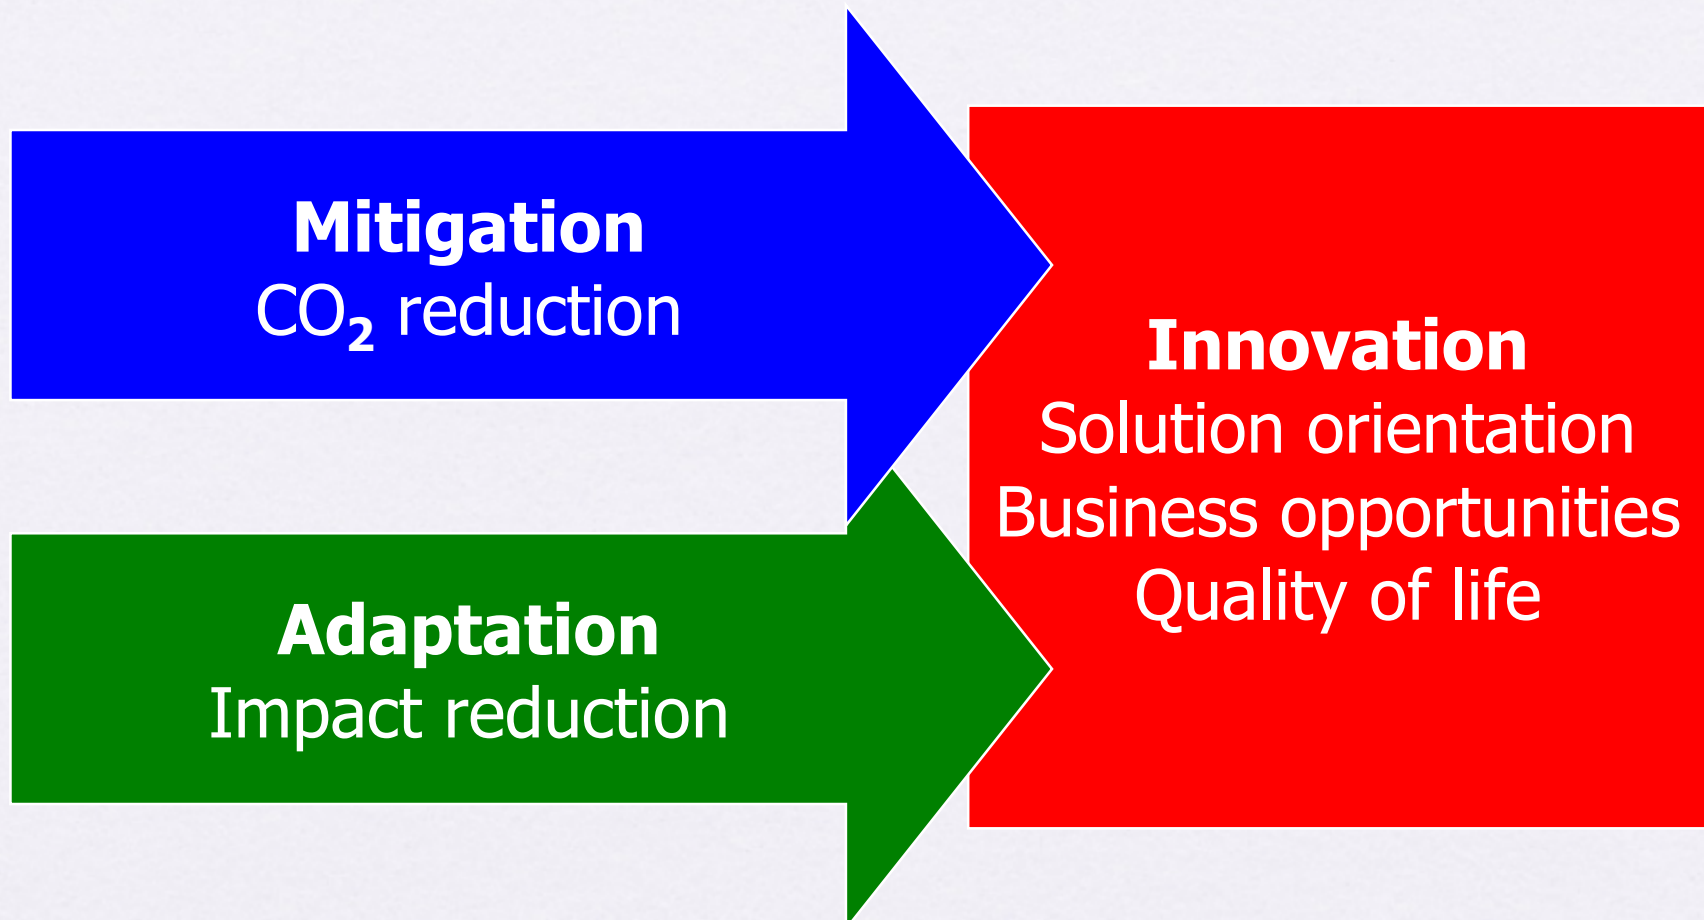 Mitigation
CO₂ reduction
Adaptation
Impact reduction
Innovation
Solution orientation
Business opportunities
Quality of life